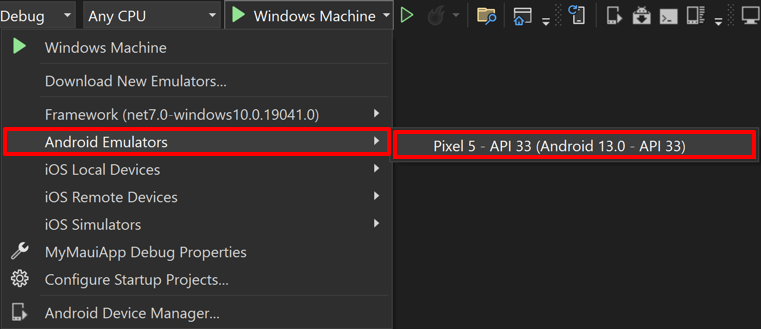 Debug Any CPU Windows Machine
Windows Machine
Download New Emulators...
Framework (net7.0-windows10.0.19041.0)
Android Emulators
Pixel 5 - API 33 (Android 13.0 - API 33)
iOS Local Devices
iOS Remote Devices
iOS Simulators
MyMauiApp Debug Properties
Configure Startup Projects...
Android Device Manager...